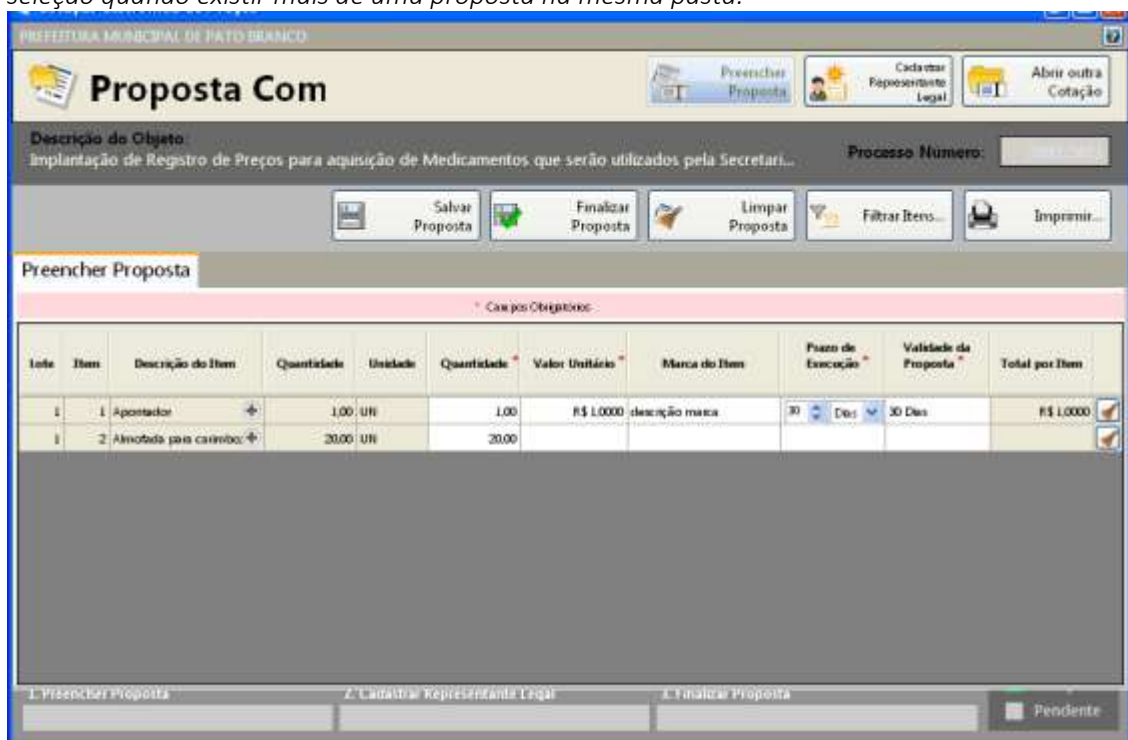 seleção quando existir mais de uma proposta na mesma pasta.
PREFEITURA MUNICIPAL DE PATO BRANCO
Proposta Com
Preencher Proposta
Cadastrar Representante Legal
Abrir outra Cotação
Descrição do Objeto:
Implantação de Registro de Preços para aquisição de Medicamentos que serão utilizados pela Secretari...
Processo Número:
Salvar Proposta
Finalizar Proposta
Limpar Proposta
Filtrar Itens...
Imprimir...
Preencher Proposta
* Campos Obrigatórios
Lote Item Descrição do Item Quantidade Unidade Quantidade * Valor Unitário * Marca do Item Prazo de Execução * Validade da Proposta * Total por Item
1 1 Apontador + 1,00 UN 1,00 R$ 1,0000 descrição marca 30 Dias 30 Dias R$ 1,0000
1 2 Almofada para carimbo: + 20,00 UN 20,00
1. Preencher Proposta
2. Cadastrar Representante Legal
3. Finalizar Proposta
Pendente